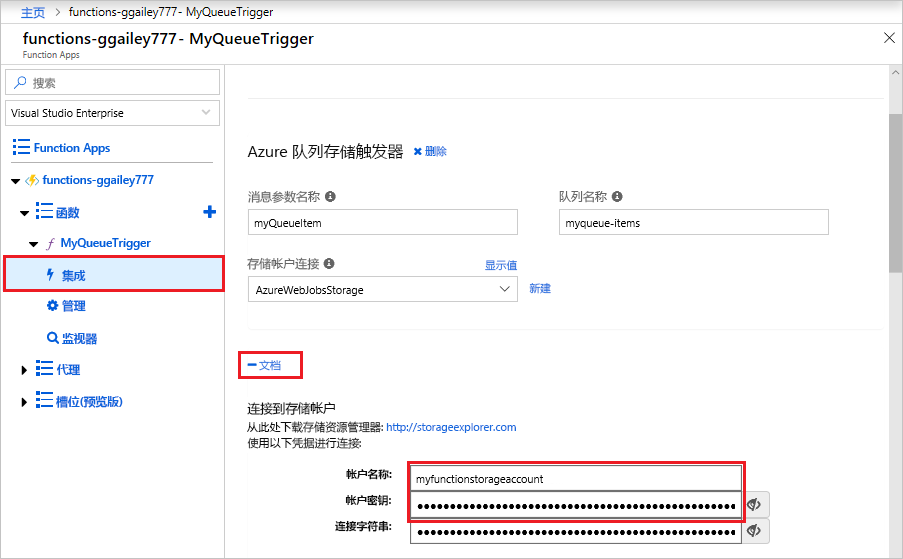 主页 > functions-ggailey777 - MyQueueTrigger
functions-ggailey777 - MyQueueTrigger
Function Apps
搜索
Visual Studio Enterprise
Function Apps
functions-ggailey777
函数
MyQueueTrigger
集成
管理
监视器
代理
槽位(预览版)
Azure 队列存储触发器 删除
消息参数名称 队列名称
myQueueItem myqueue-items
存储帐户连接 显示值
AzureWebJobsStorage 新建
文档
连接到存储帐户
从此处下载存储资源管理器: http://storageexplorer.com
使用以下凭据进行连接:
帐户名称: myfunctionstorageaccount
帐户密钥:
连接字符串: